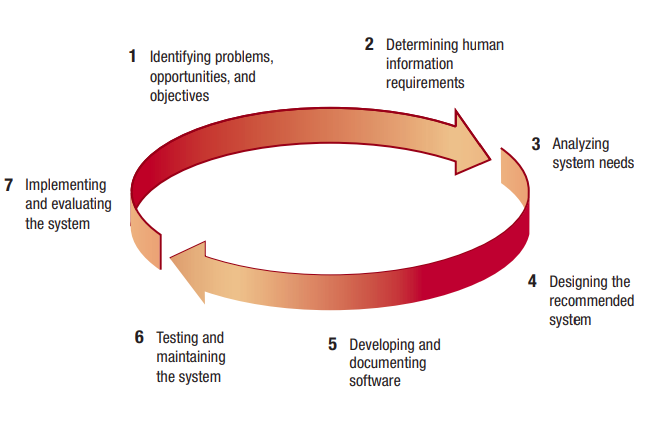 1 Identifying problems,
opportunities, and
objectives
2 Determining human
information
requirements
3 Analyzing
system needs
4 Designing the
recommended
system
5 Developing and
documenting
software
6 Testing and
maintaining
the system
7 Implementing
and evaluating
the system